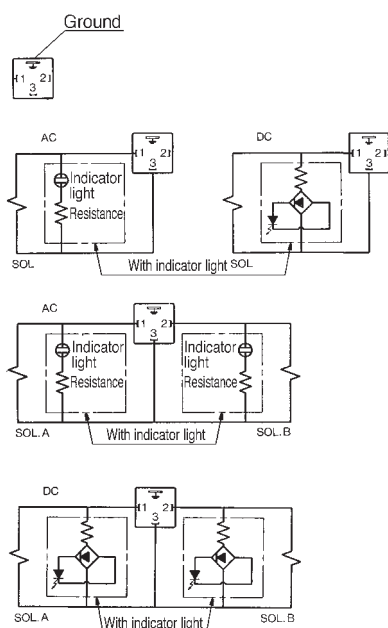 Ground
1 2
3
AC
1 2
3
Indicator
light
Resistance
SOL
With indicator light
DC
1 2
3
SOL
AC
1 2
3
Indicator
light
Resistance
Indicator
light
Resistance
SOL. A
With indicator light
SOL. B
DC
1 2
3
SOL. A
With indicator light
SOL. B